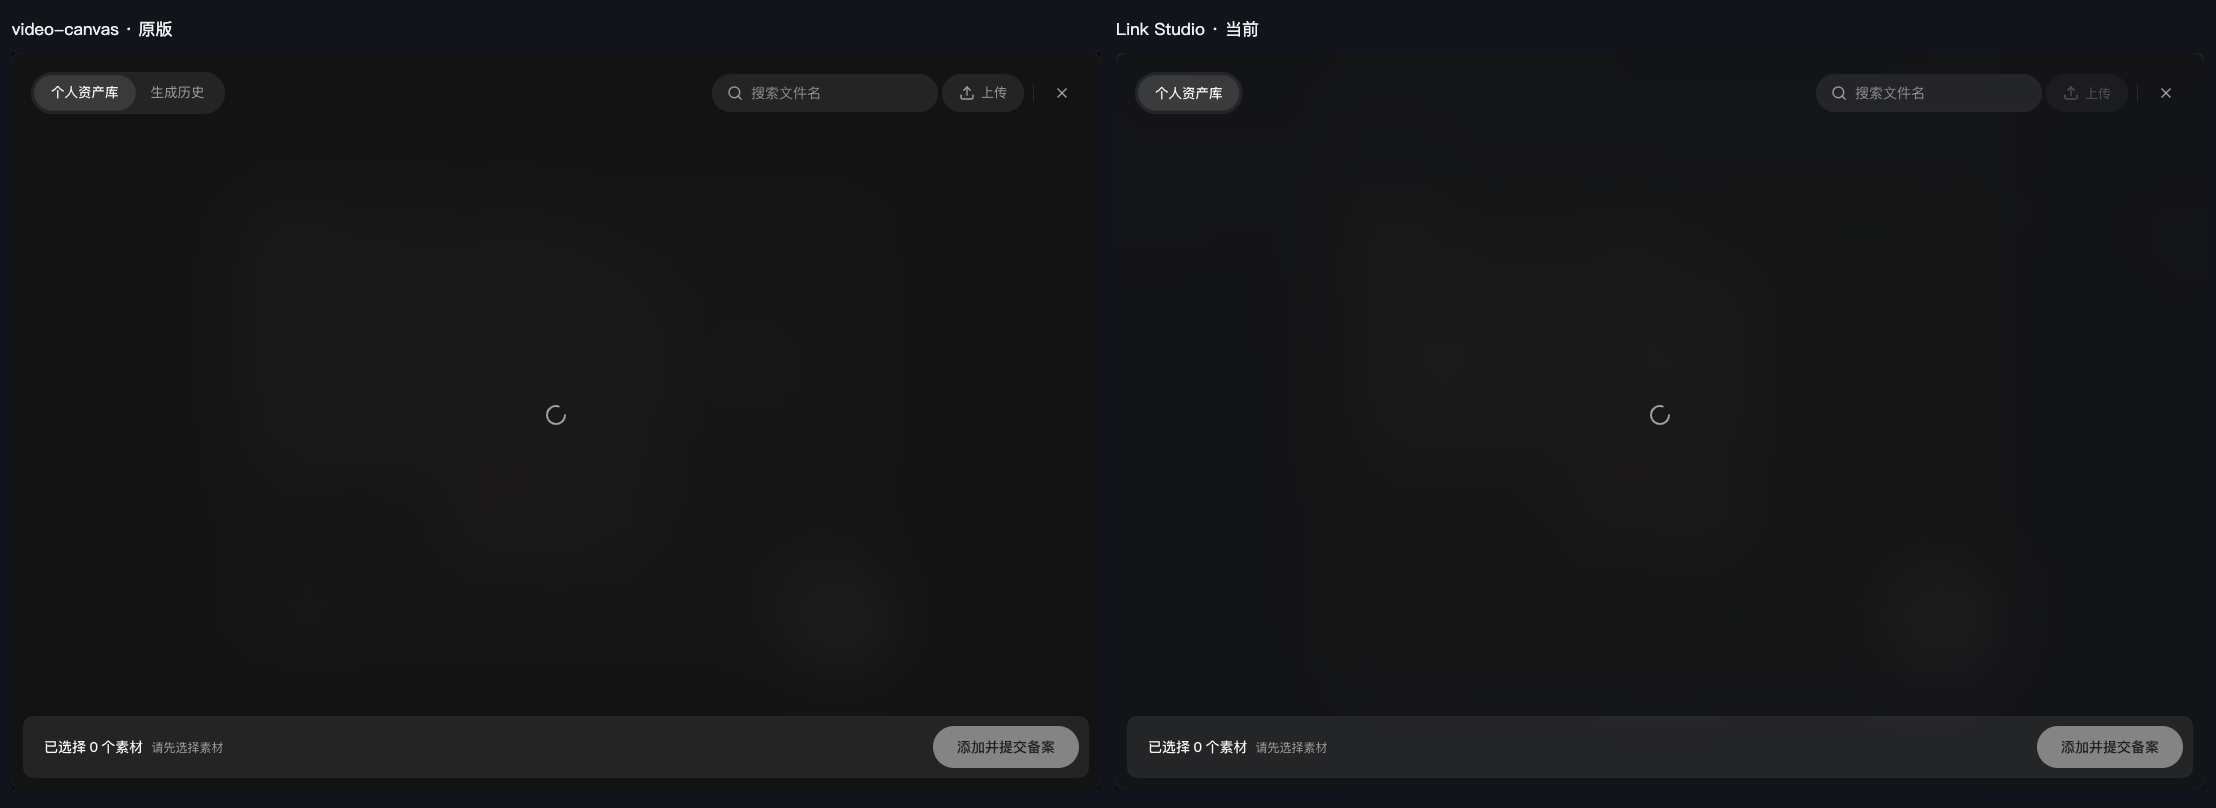 video-canvas · 原版
个人资产库 生成历史 搜索文件名 上传
已选择 0 个素材 请先选择素材 添加并提交备案
Link Studio · 当前
个人资产库 搜索文件名 上传
已选择 0 个素材 请先选择素材 添加并提交备案